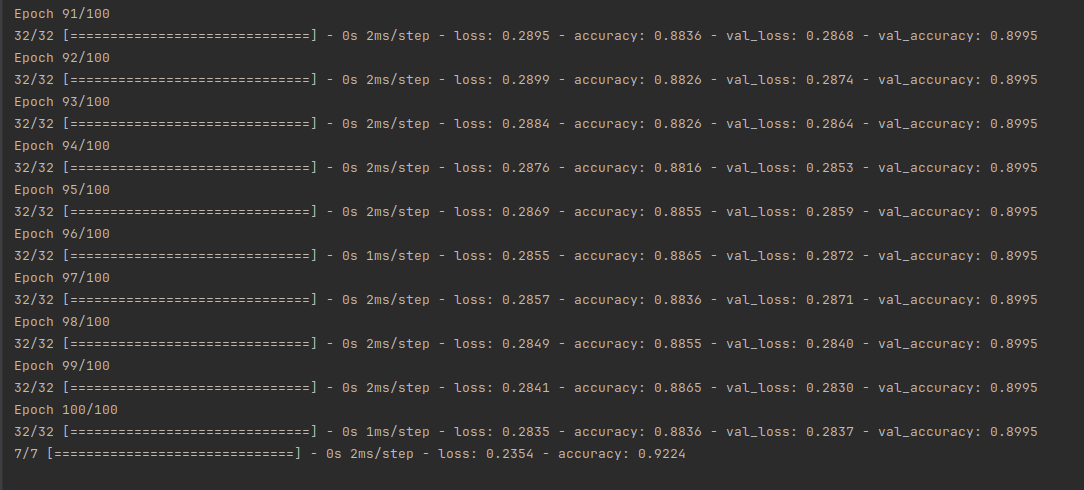 Epoch 91/100
32/32 [==============================] - 0s 2ms/step - loss: 0.2895 - accuracy: 0.8836 - val_loss: 0.2868 - val_accuracy: 0.8995
Epoch 92/100
32/32 [==============================] - 0s 2ms/step - loss: 0.2899 - accuracy: 0.8826 - val_loss: 0.2874 - val_accuracy: 0.8995
Epoch 93/100
32/32 [==============================] - 0s 2ms/step - loss: 0.2884 - accuracy: 0.8826 - val_loss: 0.2864 - val_accuracy: 0.8995
Epoch 94/100
32/32 [==============================] - 0s 2ms/step - loss: 0.2876 - accuracy: 0.8816 - val_loss: 0.2853 - val_accuracy: 0.8995
Epoch 95/100
32/32 [==============================] - 0s 2ms/step - loss: 0.2869 - accuracy: 0.8855 - val_loss: 0.2859 - val_accuracy: 0.8995
Epoch 96/100
32/32 [==============================] - 0s 1ms/step - loss: 0.2855 - accuracy: 0.8865 - val_loss: 0.2872 - val_accuracy: 0.8995
Epoch 97/100
32/32 [==============================] - 0s 2ms/step - loss: 0.2857 - accuracy: 0.8836 - val_loss: 0.2871 - val_accuracy: 0.8995
Epoch 98/100
32/32 [==============================] - 0s 2ms/step - loss: 0.2849 - accuracy: 0.8855 - val_loss: 0.2840 - val_accuracy: 0.8995
Epoch 99/100
32/32 [==============================] - 0s 2ms/step - loss: 0.2841 - accuracy: 0.8865 - val_loss: 0.2830 - val_accuracy: 0.8995
Epoch 100/100
32/32 [==============================] - 0s 1ms/step - loss: 0.2835 - accuracy: 0.8836 - val_loss: 0.2837 - val_accuracy: 0.8995
7/7 [==============================] - 0s 2ms/step - loss: 0.2354 - accuracy: 0.9224